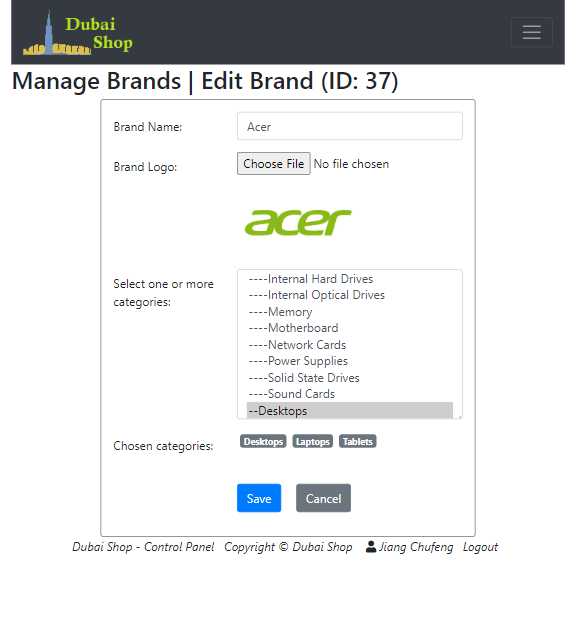 Dubai
Shop
Manage Brands | Edit Brand (ID: 37)
Brand Name:
Acer
Brand Logo:
Choose File No file chosen
acer
Select one or more
categories:
----Internal Hard Drives
----Internal Optical Drives
----Memory
----Motherboard
----Network Cards
----Power Supplies
----Solid State Drives
----Sound Cards
--Desktops
Chosen categories:
Desktops Laptops Tablets
Save Cancel
Dubai Shop - Control Panel Copyright © Dubai Shop Jiang Chufeng Logout